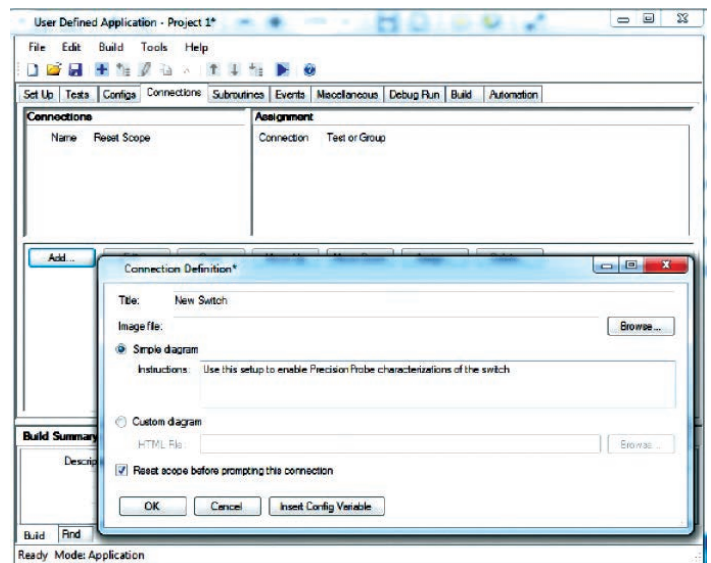 User Defined Application - Project 1*
File Edit Build Tools Help
Set Up Tests Configs Connections Subroutines Events Miscellaneous Debug Run Build Automation
Connections
Name Reset Scope
Assignment
Connection Test or Group
Add...
Connection Definition*
Title: New Switch
Image file:
Browse...
Simple diagram
Instructions: Use this setup to enable PrecisionProbe characterizations of the switch
Custom diagram
HTML File:
Browse...
Reset scope before prompting this connection
OK Cancel Insert Config Variable
Build Summary
Descrip
Build Find
Ready Mode: Application